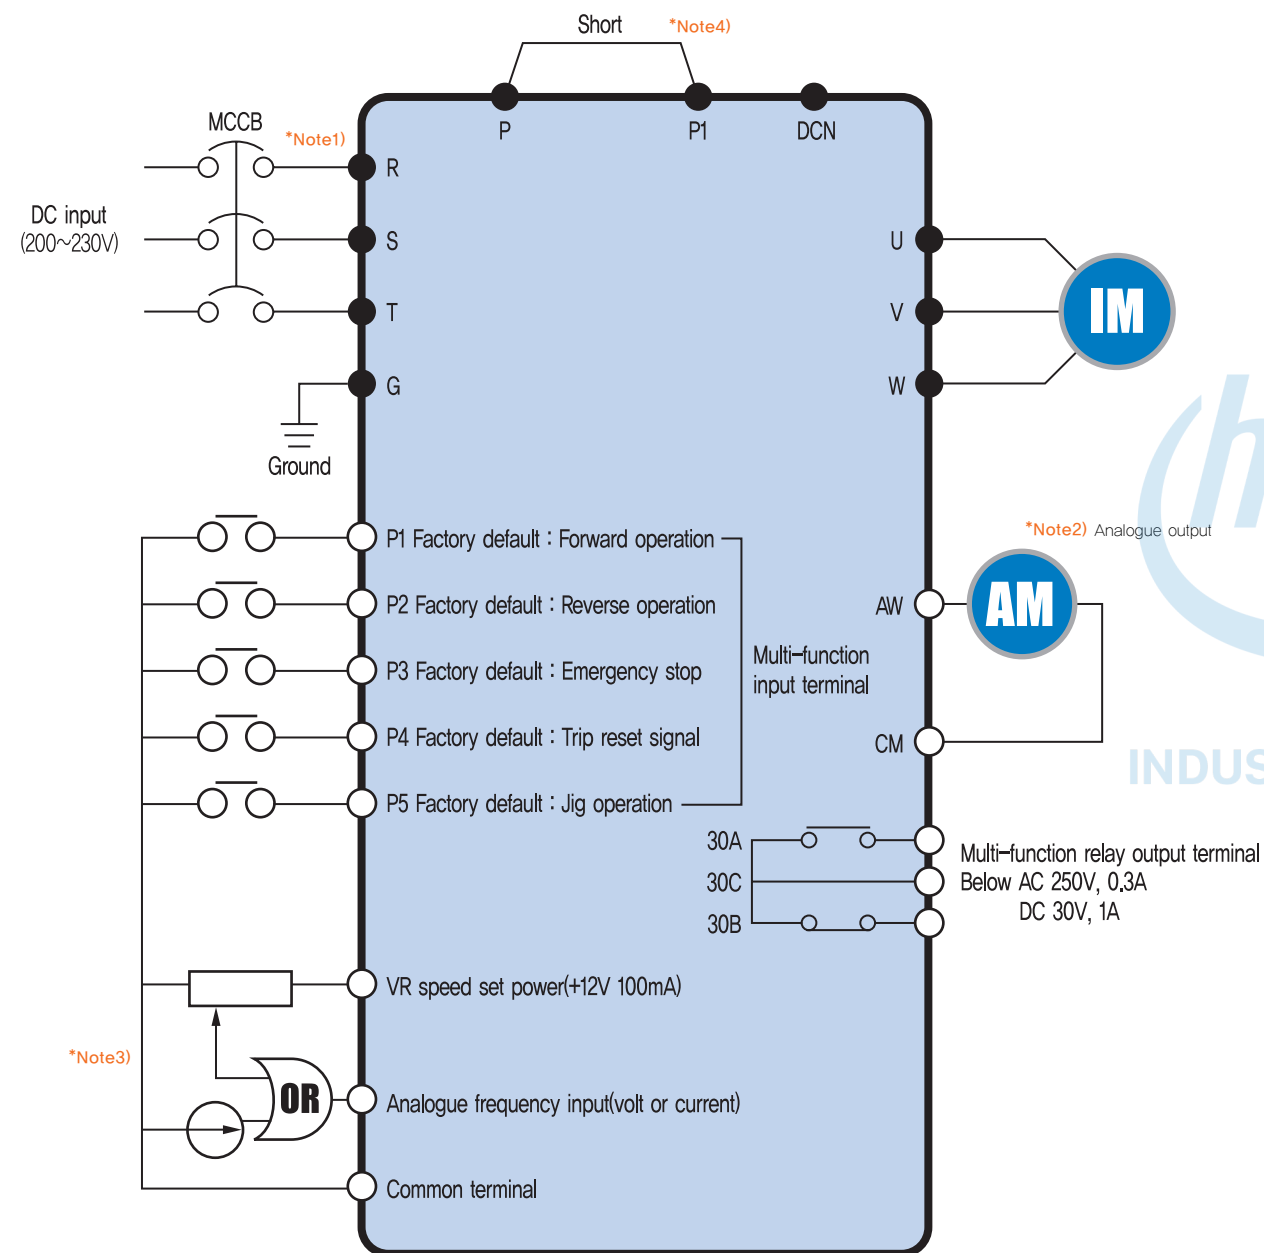 Short *Note4)
P P1 DCN
MCCB
*Note1)
R
DC input
(200~230V)
S
U
T
V
IM
G
W
Ground
*Note2) Analogue output
P1 Factory default : Forward operation
P2 Factory default : Reverse operation
AW
AM
Multi-function
input terminal
P3 Factory default : Emergency stop
P4 Factory default : Trip reset signal
CM
INDUS
P5 Factory default : Jig operation
30A
30C
30B
Multi-function relay output terminal
Below AC 250V, 0.3A
DC 30V, 1A
VR speed set power(+12V 100mA)
*Note3)
OR
Analogue frequency input(volt or current)
Common terminal